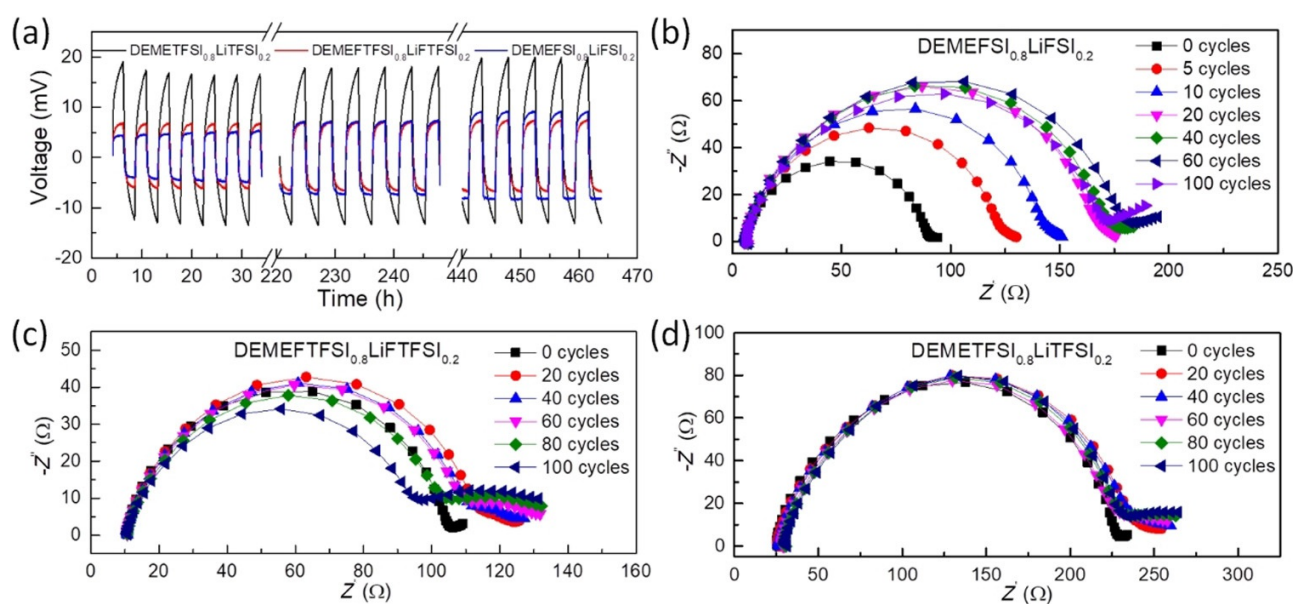 (a)
DEMETFSI0.8LiTFSI0.2 DEMEFTFSI0.8LiFTFSI0.2 DEMEFSI0.8LiFSI0.2
20
10
0
-10
-20
Voltage (mV)
0 10 20 30 220 230 240 440 450 460 470
Time (h)
(b)
DEMEFSI0.8LiFSI0.2
0 cycles
5 cycles
10 cycles
20 cycles
40 cycles
60 cycles
100 cycles
-80
60
40
20
0
-Z'' (Ω)
0 50 100 150 200 250
Z' (Ω)
(c)
DEMEFTFSI0.8LiFTFSI0.2
0 cycles
20 cycles
40 cycles
60 cycles
80 cycles
100 cycles
50
40
30
20
10
0
-Z'' (Ω)
0 20 40 60 80 100 120 140 160
Z' (Ω)
(d)
DEMETFSI0.8LiTFSI0.2
0 cycles
20 cycles
40 cycles
60 cycles
80 cycles
100 cycles
100
80
60
40
20
0
-Z'' (Ω)
0 50 100 150 200 250 300
Z' (Ω)